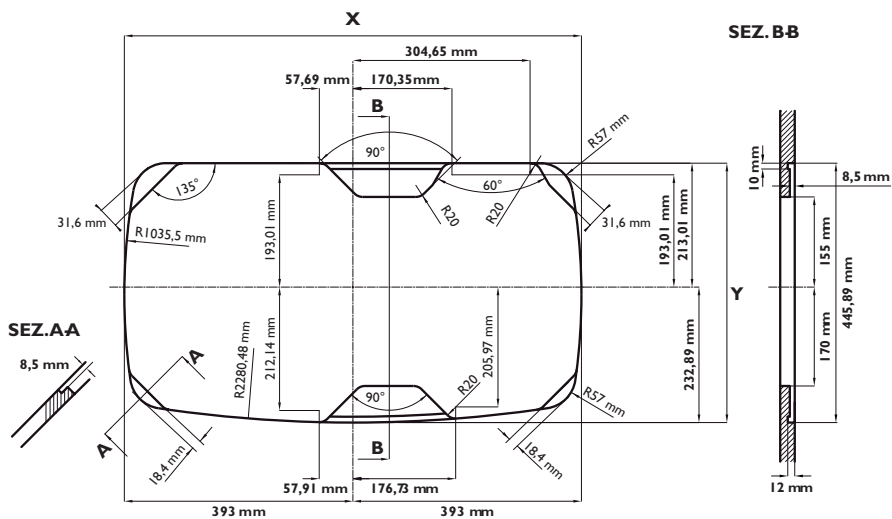 X
SEZ. B-B
304,65 mm
57,69 mm
170,35mm
B
R57 mm
90°
135°
60°
10 mm
8,5 mm
31,6 mm
R20
R20
31,6 mm
R1035,5 mm
193,01 mm
193,01 mm
213,01 mm
155 mm
Y
445,89 mm
SEZ.A-A
8,5 mm
A
R2280,48 mm
212,14 mm
205,97 mm
232,89 mm
170 mm
90°
R20
R57 mm
A
18.4 mm
B
18.4 mm
57,91 mm
176,73 mm
12 mm
393 mm
393 mm